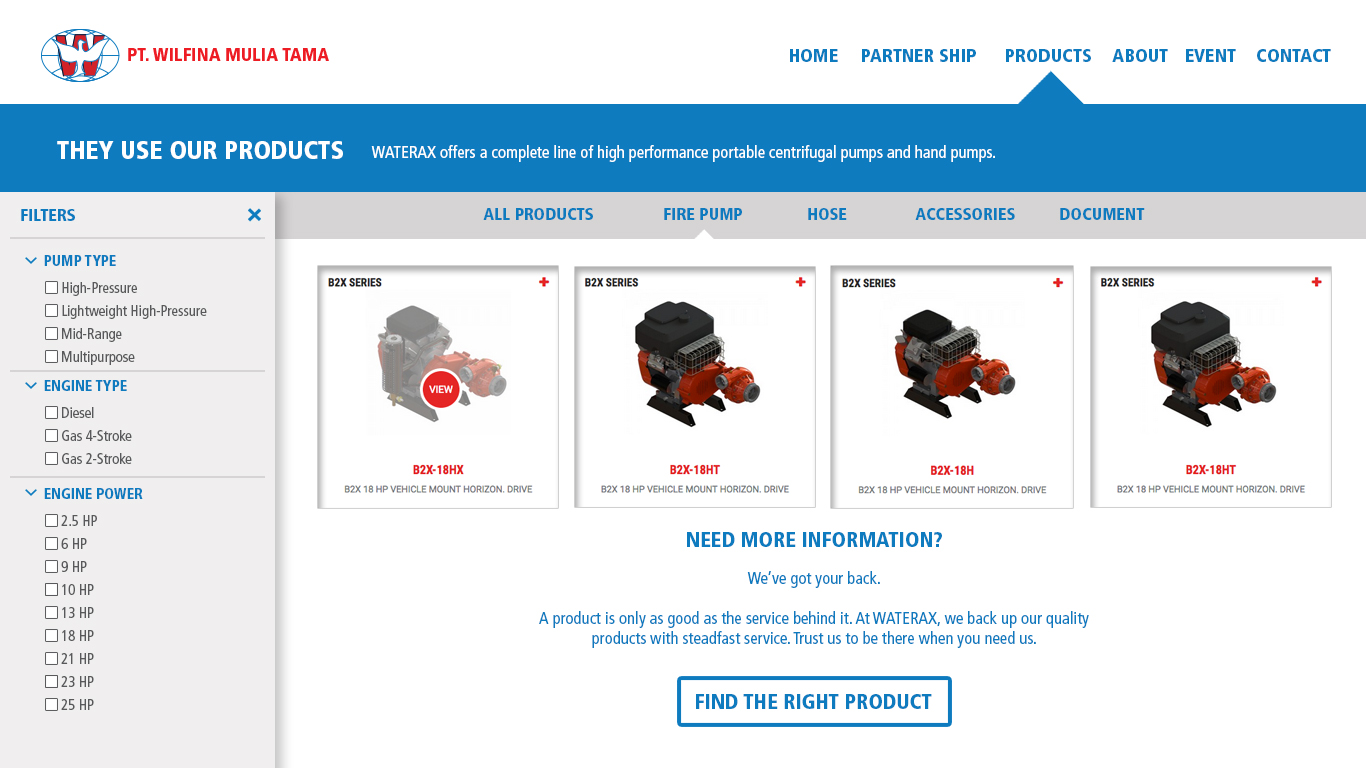 PT. WILFINA MULIA TAMA
HOME PARTNER SHIP PRODUCTS ABOUT EVENT CONTACT
THEY USE OUR PRODUCTS
WATERAX offers a complete line of high performance portable centrifugal pumps and hand pumps.
FILTERS
PUMP TYPE
High-Pressure
Lightweight High-Pressure
Mid-Range
Multipurpose
ENGINE TYPE
Diesel
Gas 4-Stroke
Gas 2-Stroke
ENGINE POWER
2.5 HP
6 HP
9 HP
10 HP
13 HP
18 HP
21 HP
23 HP
25 HP
ALL PRODUCTS FIRE PUMP HOSE ACCESSORIES DOCUMENT
B2X SERIES
VIEW
B2X-18HX
B2X 18 HP VEHICLE MOUNT HORIZON. DRIVE
B2X SERIES
B2X-18HT
B2X 18 HP VEHICLE MOUNT HORIZON. DRIVE
B2X SERIES
B2X-18H
B2X 18 HP VEHICLE MOUNT HORIZON. DRIVE
B2X SERIES
B2X-18HT
B2X 18 HP VEHICLE MOUNT HORIZON. DRIVE
NEED MORE INFORMATION?
We’ve got your back.
A product is only as good as the service behind it. At WATERAX, we back up our quality
products with steadfast service. Trust us to be there when you need us.
FIND THE RIGHT PRODUCT